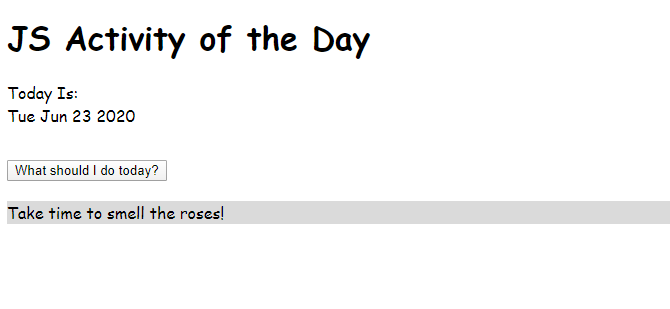 JS Activity of the Day
Today Is:
Tue Jun 23 2020
What should I do today?
Take time to smell the roses!